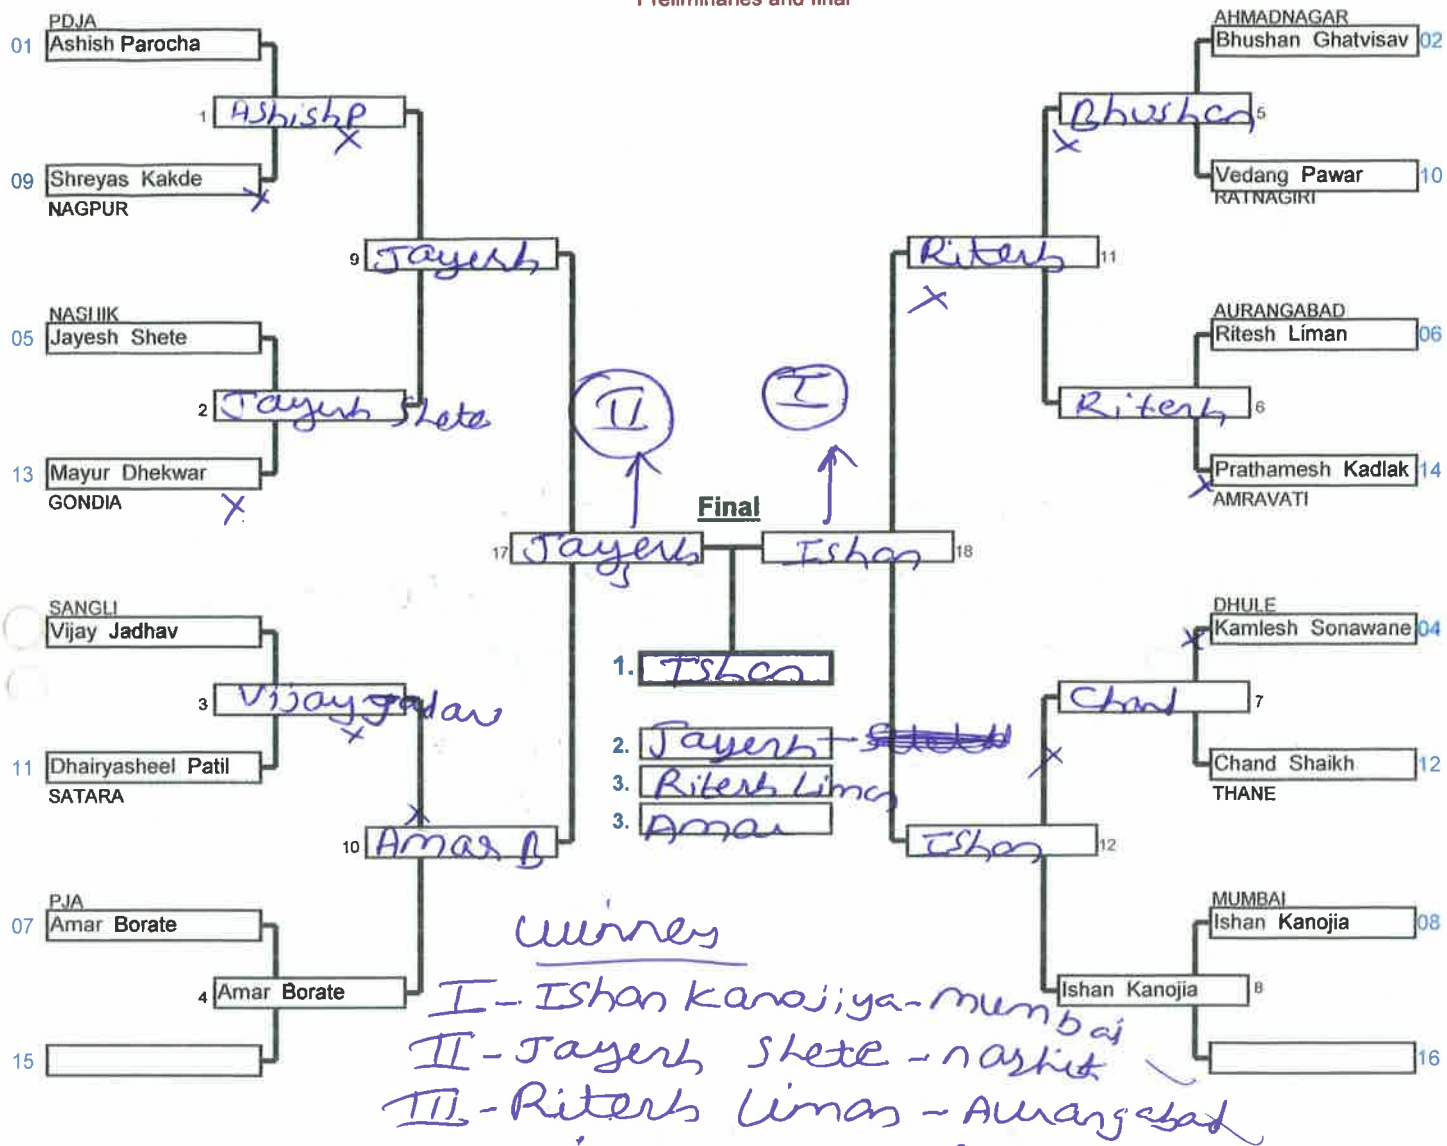 Preliminaries and final
PDJA
01 Ashish Parocha
1 Ashish P
09 Shreyas Kakde
NAGPUR
9 Jayesh
NASHIK
05 Jayesh Shete
2 Jayesh Shete
13 Mayur Dhekwar
GONDIA
17 Jayesh S
SANGLI
Vijay Jadhav
3 Vijay Jadav
11 Dhairyasheel Patil
SATARA
10 Amar B
PJA
07 Amar Borate
4 Amar Borate
15
II
I
Final
1. Ishan
2. Jayesh -
3. Ritesh Liman
3. Amar
AHMADNAGAR
Bhushan Ghatvisav 02
Bhushan 5
Vedang Pawar 10
RATNAGIRI
Ritesh 11
AURANGABAD
Ritesh Liman 06
Ritesh 6
Prathamesh Kadlak 14
AMRAVATI
Ishan 18
DHULE
Kamlesh Sonawane 04
Chand 7
Chand Shaikh 12
THANE
Ishan 12
MUMBAI
Ishan Kanojia 08
Ishan Kanojia 8
16
winners
I - Ishan Kanojiya - mumbai
II - Jayesh Shete - nashik
III - Ritesh Liman - Aurangabad